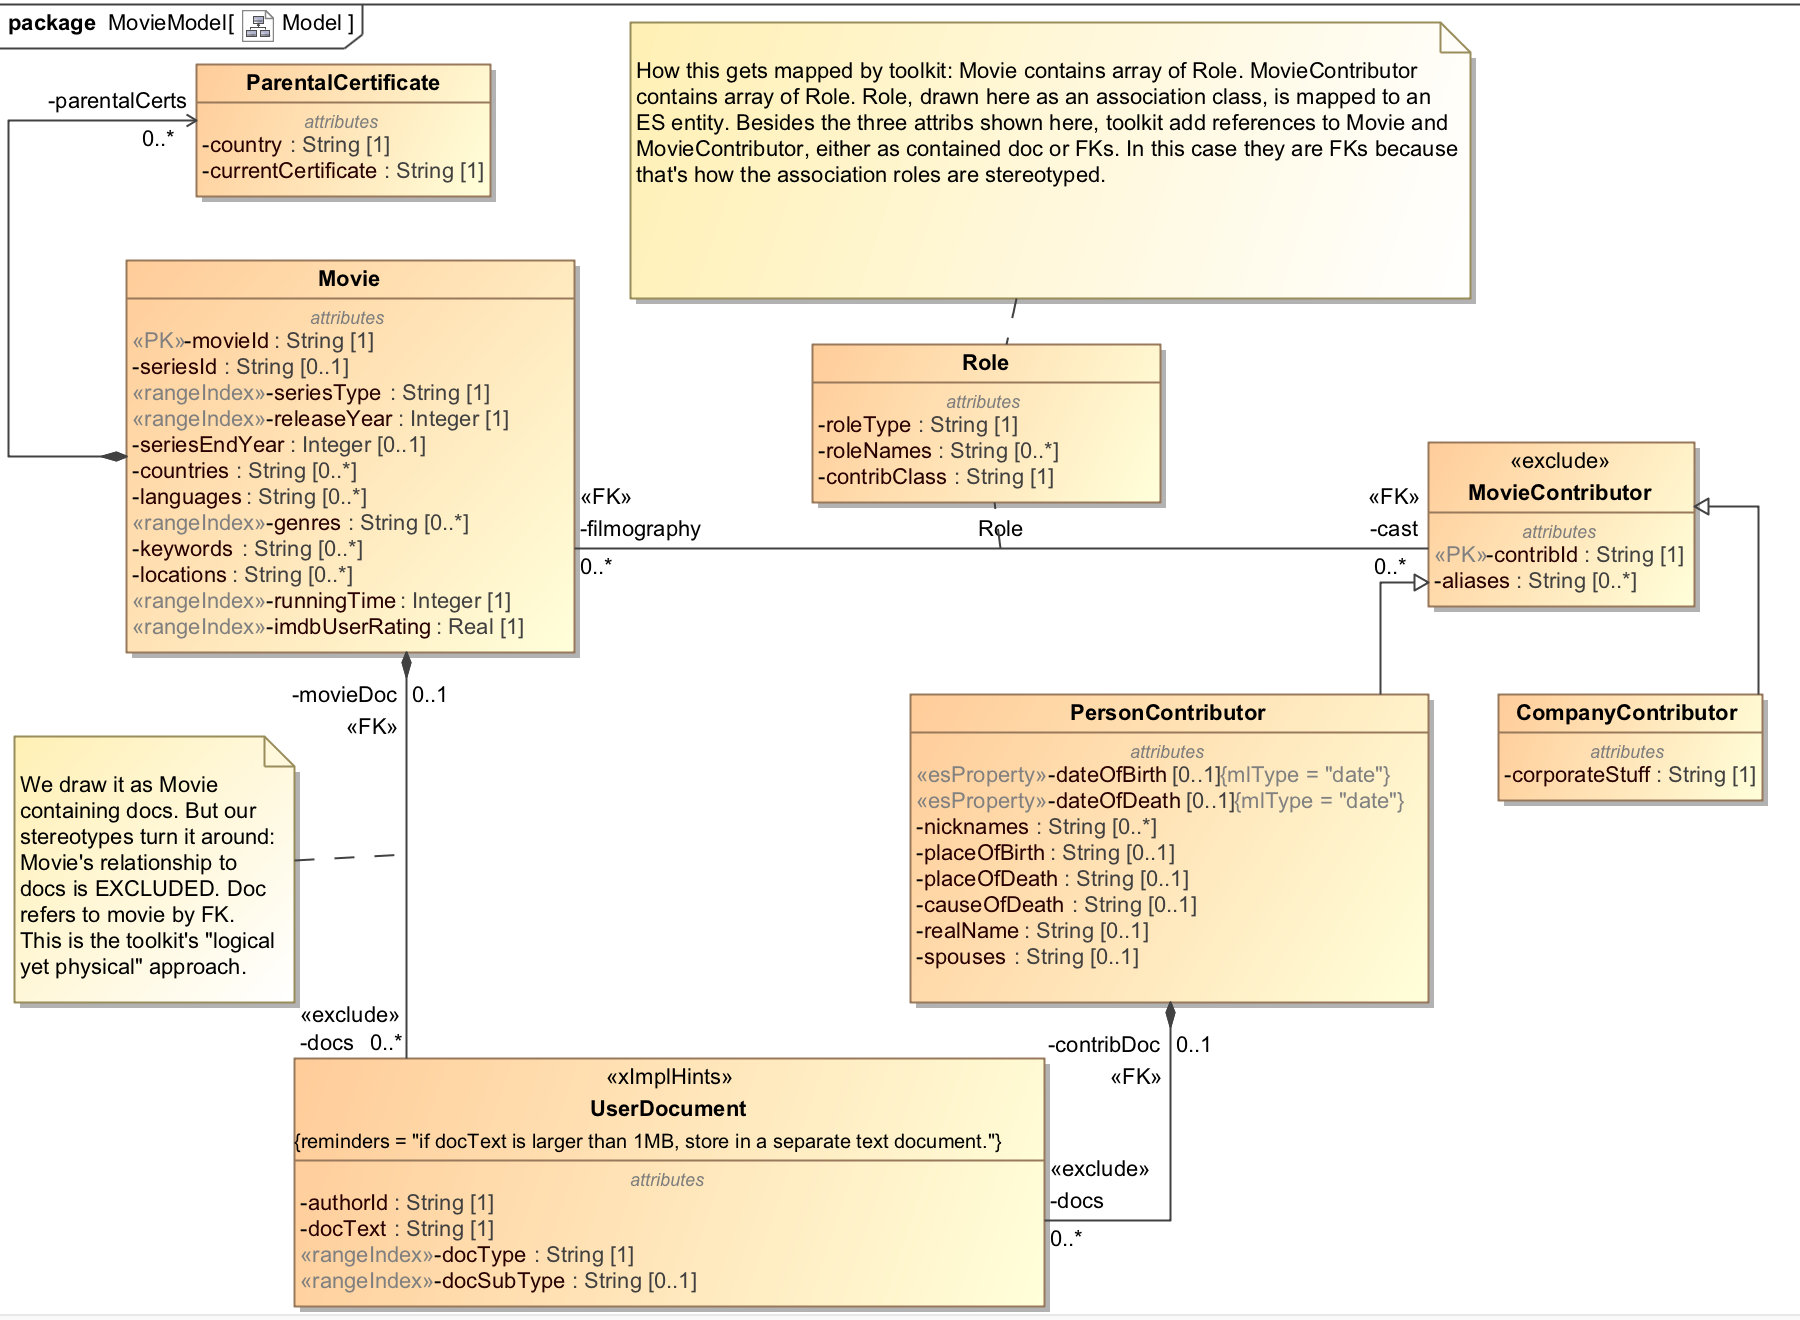 package MovieModel[ Model ]
ParentalCertificate
attributes
-country : String [1]
-currentCertificate : String [1]
-parentalCerts
0..*
How this gets mapped by toolkit: Movie contains array of Role. MovieContributor
contains array of Role. Role, drawn here as an association class, is mapped to an
ES entity. Besides the three attribs shown here, toolkit add references to Movie and
MovieContributor, either as contained doc or FKs. In this case they are FKs because
that's how the association roles are stereotyped.
Movie
attributes
«PK»-movieId : String [1]
-seriesId : String [0..1]
«rangeIndex»-seriesType : String [1]
«rangeIndex»-releaseYear : Integer [1]
-seriesEndYear : Integer [0..1]
-countries : String [0..*]
-languages : String [0..*]
«rangeIndex»-genres : String [0..*]
-keywords : String [0..*]
-locations : String [0..*]
«rangeIndex»-runningTime : Integer [1]
«rangeIndex»-imdbUserRating : Real [1]
Role
attributes
-roleType : String [1]
-roleNames : String [0..*]
-contribClass : String [1]
«FK»
-filmography
0..*
Role
«FK»
-cast
0..*
«exclude»
MovieContributor
attributes
«PK»-contribId : String [1]
-aliases : String [0..*]
-movieDoc 0..1
«FK»
We draw it as Movie
containing docs. But our
stereotypes turn it around:
Movie's relationship to
docs is EXCLUDED. Doc
refers to movie by FK.
This is the toolkit's "logical
yet physical" approach.
«exclude»
-docs 0..*
PersonContributor
attributes
«esProperty»-dateOfBirth [0..1]{mlType = "date"}
«esProperty»-dateOfDeath [0..1]{mlType = "date"}
-nicknames : String [0..*]
-placeOfBirth : String [0..1]
-placeOfDeath : String [0..1]
-causeOfDeath : String [0..1]
-realName : String [0..1]
-spouses : String [0..1]
CompanyContributor
attributes
-corporateStuff : String [1]
-contribDoc 0..1
«FK»
«exclude»
-docs
0..*
«xImplHints»
UserDocument
{reminders = "if docText is larger than 1MB, store in a separate text document."}
attributes
-authorId : String [1]
-docText : String [1]
«rangeIndex»-docType : String [1]
«rangeIndex»-docSubType : String [0..1]